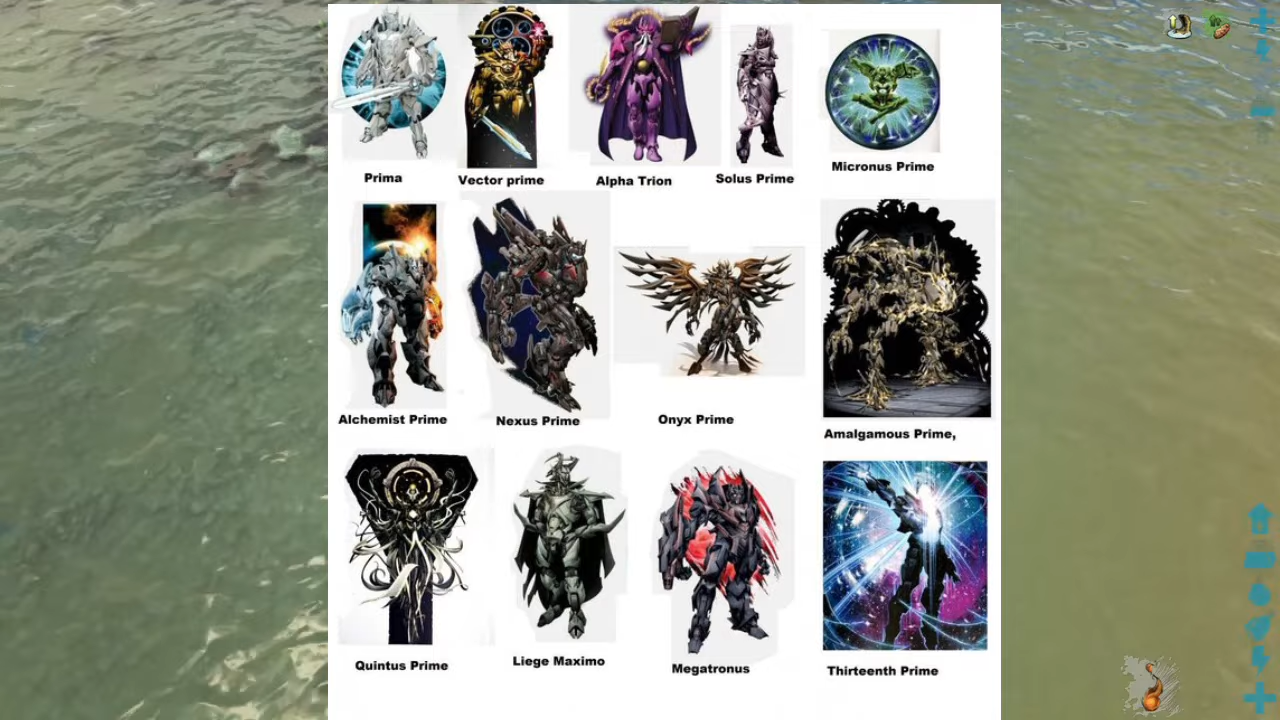 Prima
Vector prime
Alpha Trion
Solus Prime
Micronus Prime
Alchemist Prime
Nexus Prime
Onyx Prime
Amalgamous Prime,
Quintus Prime
Liege Maximo
Megatronus
Thirteenth Prime